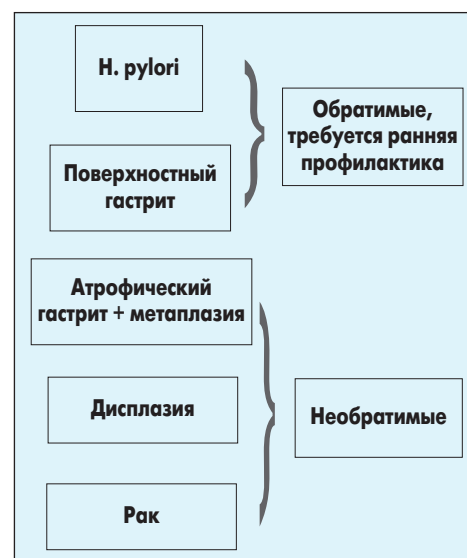 H. pylori
Поверхностный
гастрит
Обратимые,
требуется ранняя
профилактика
Атрофический
гастрит + метаплазия
Дисплазия
Рак
Необратимые